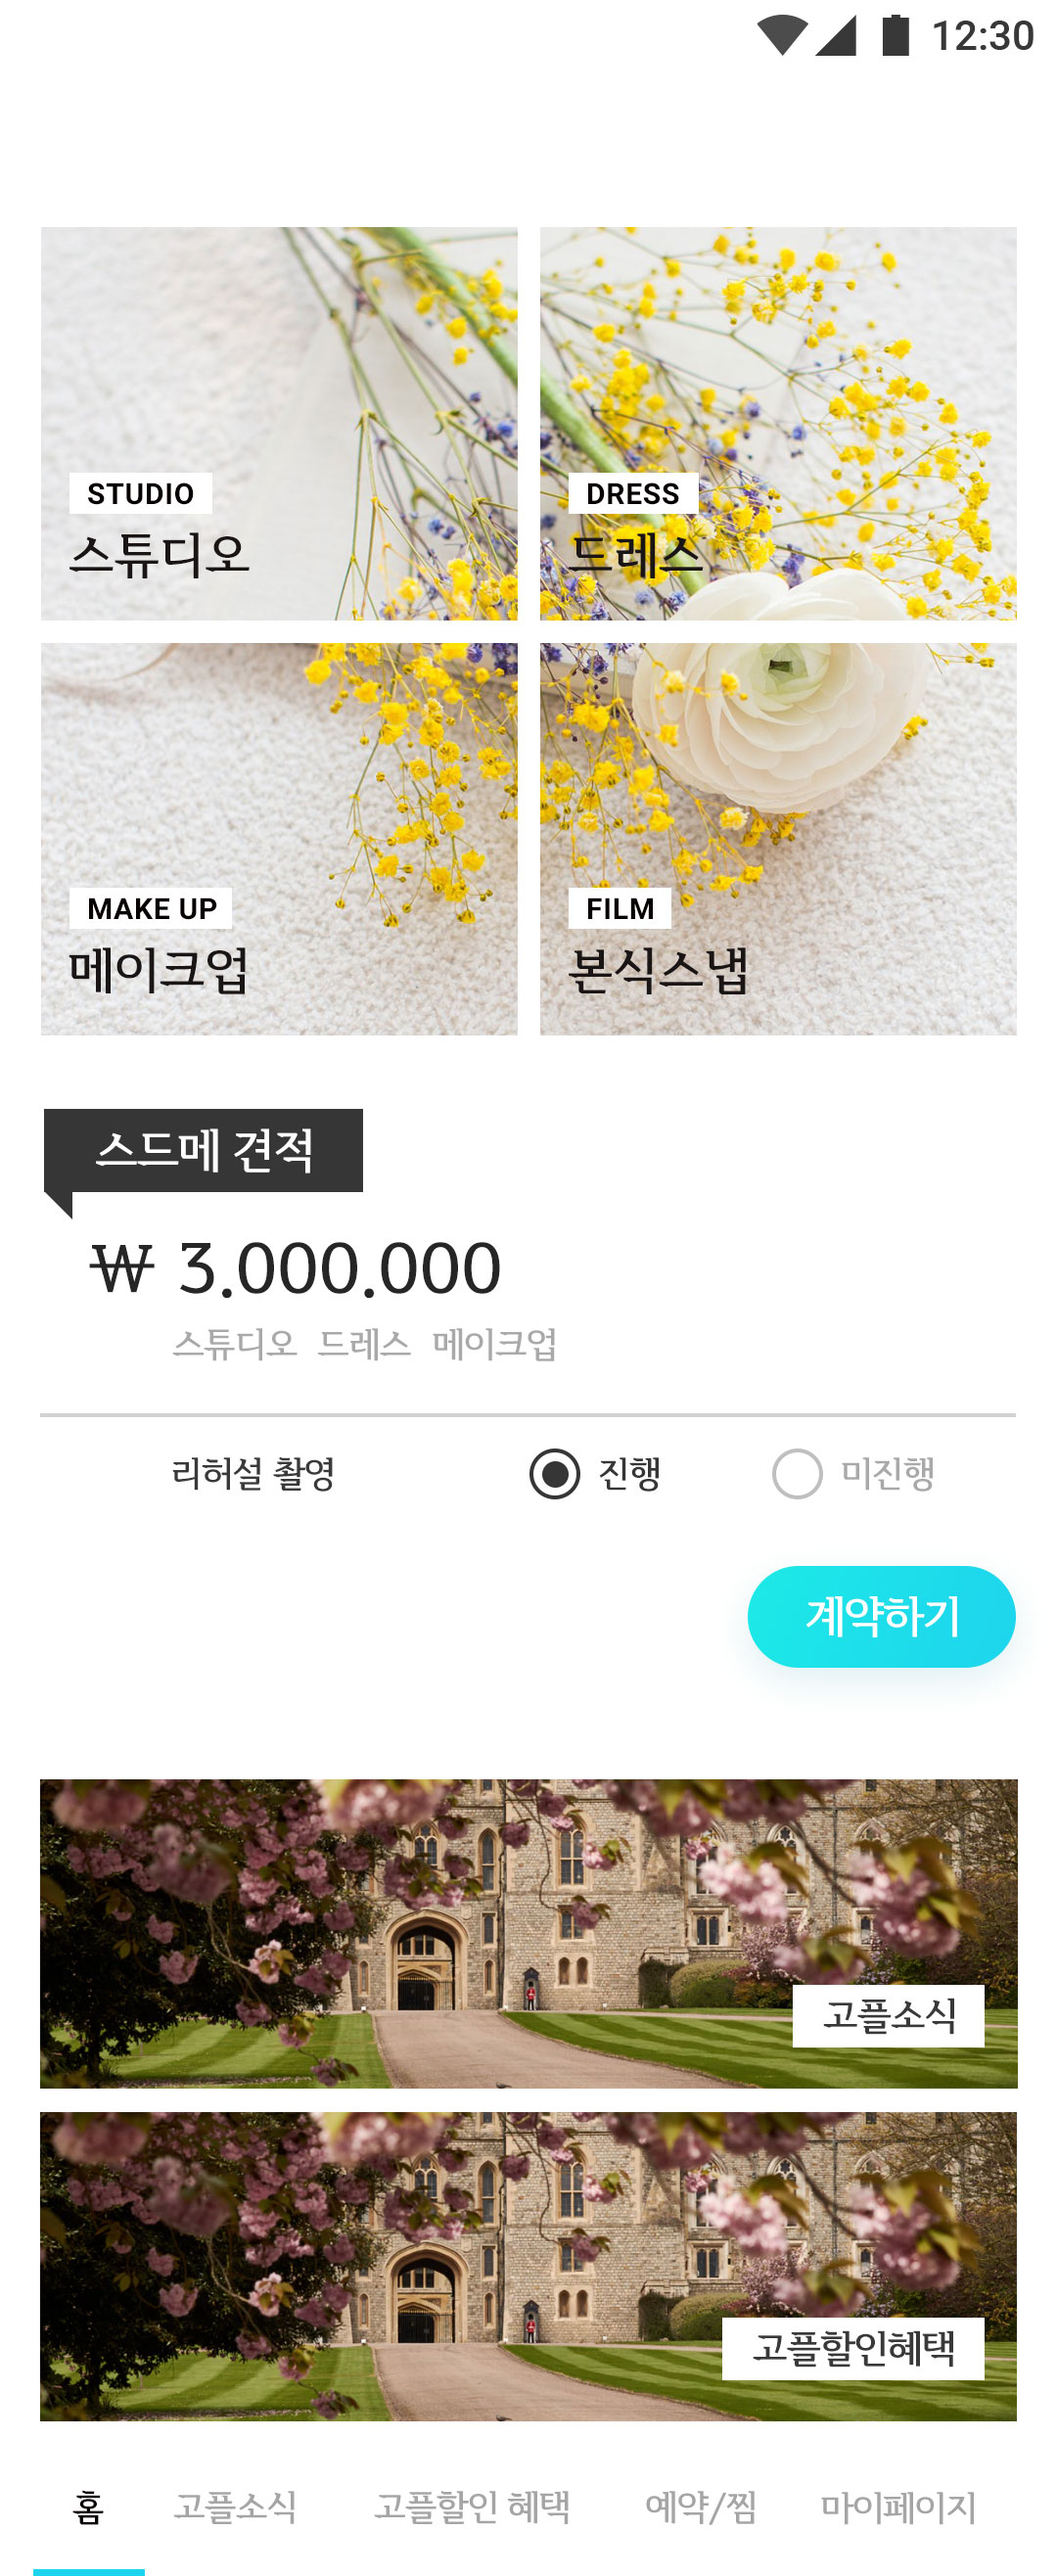 12:30
STUDIO
스튜디오
DRESS
드레스
MAKE UP
메이크업
FILM
본식스냅
스드메 견적
₩ 3.000.000
스튜디오 드레스 메이크업
리허설 촬영 진행 미진행
계약하기
고플소식
고플할인혜택
홈 고플소식 고플할인 혜택 예약/찜 마이페이지